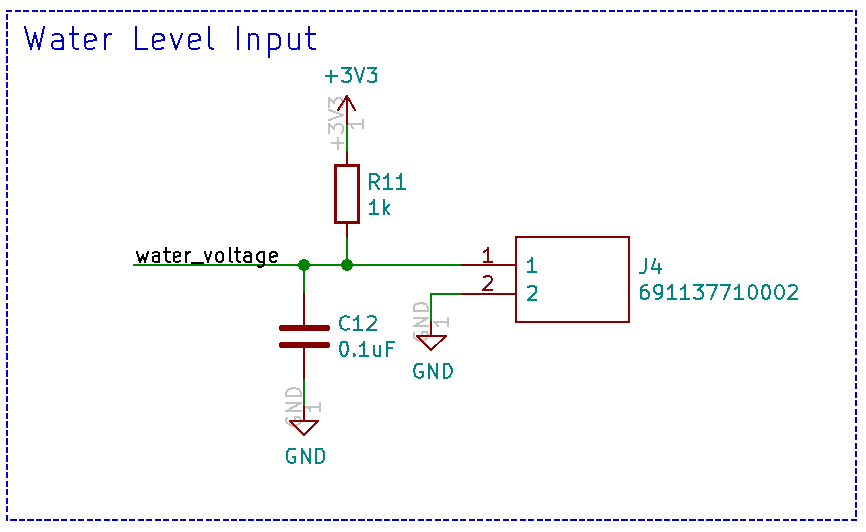 Water Level Input
+3V3
+3V3
1
R11
1k
water_voltage
1
1
2
2
J4
691137710002
GND
1
GND
C12
0.1uF
GND
1
GND